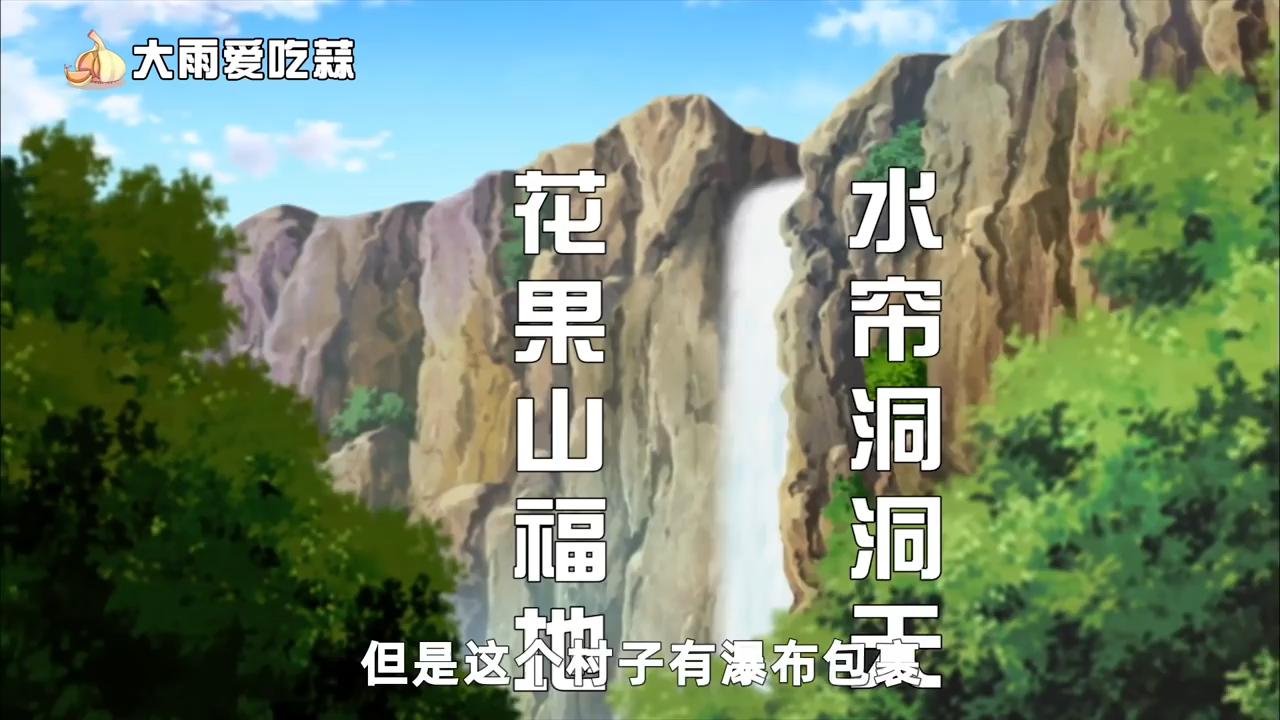 大雨爱吃蒜
花果山福地
水帘洞洞天
但是这个村子有瀑布包裹